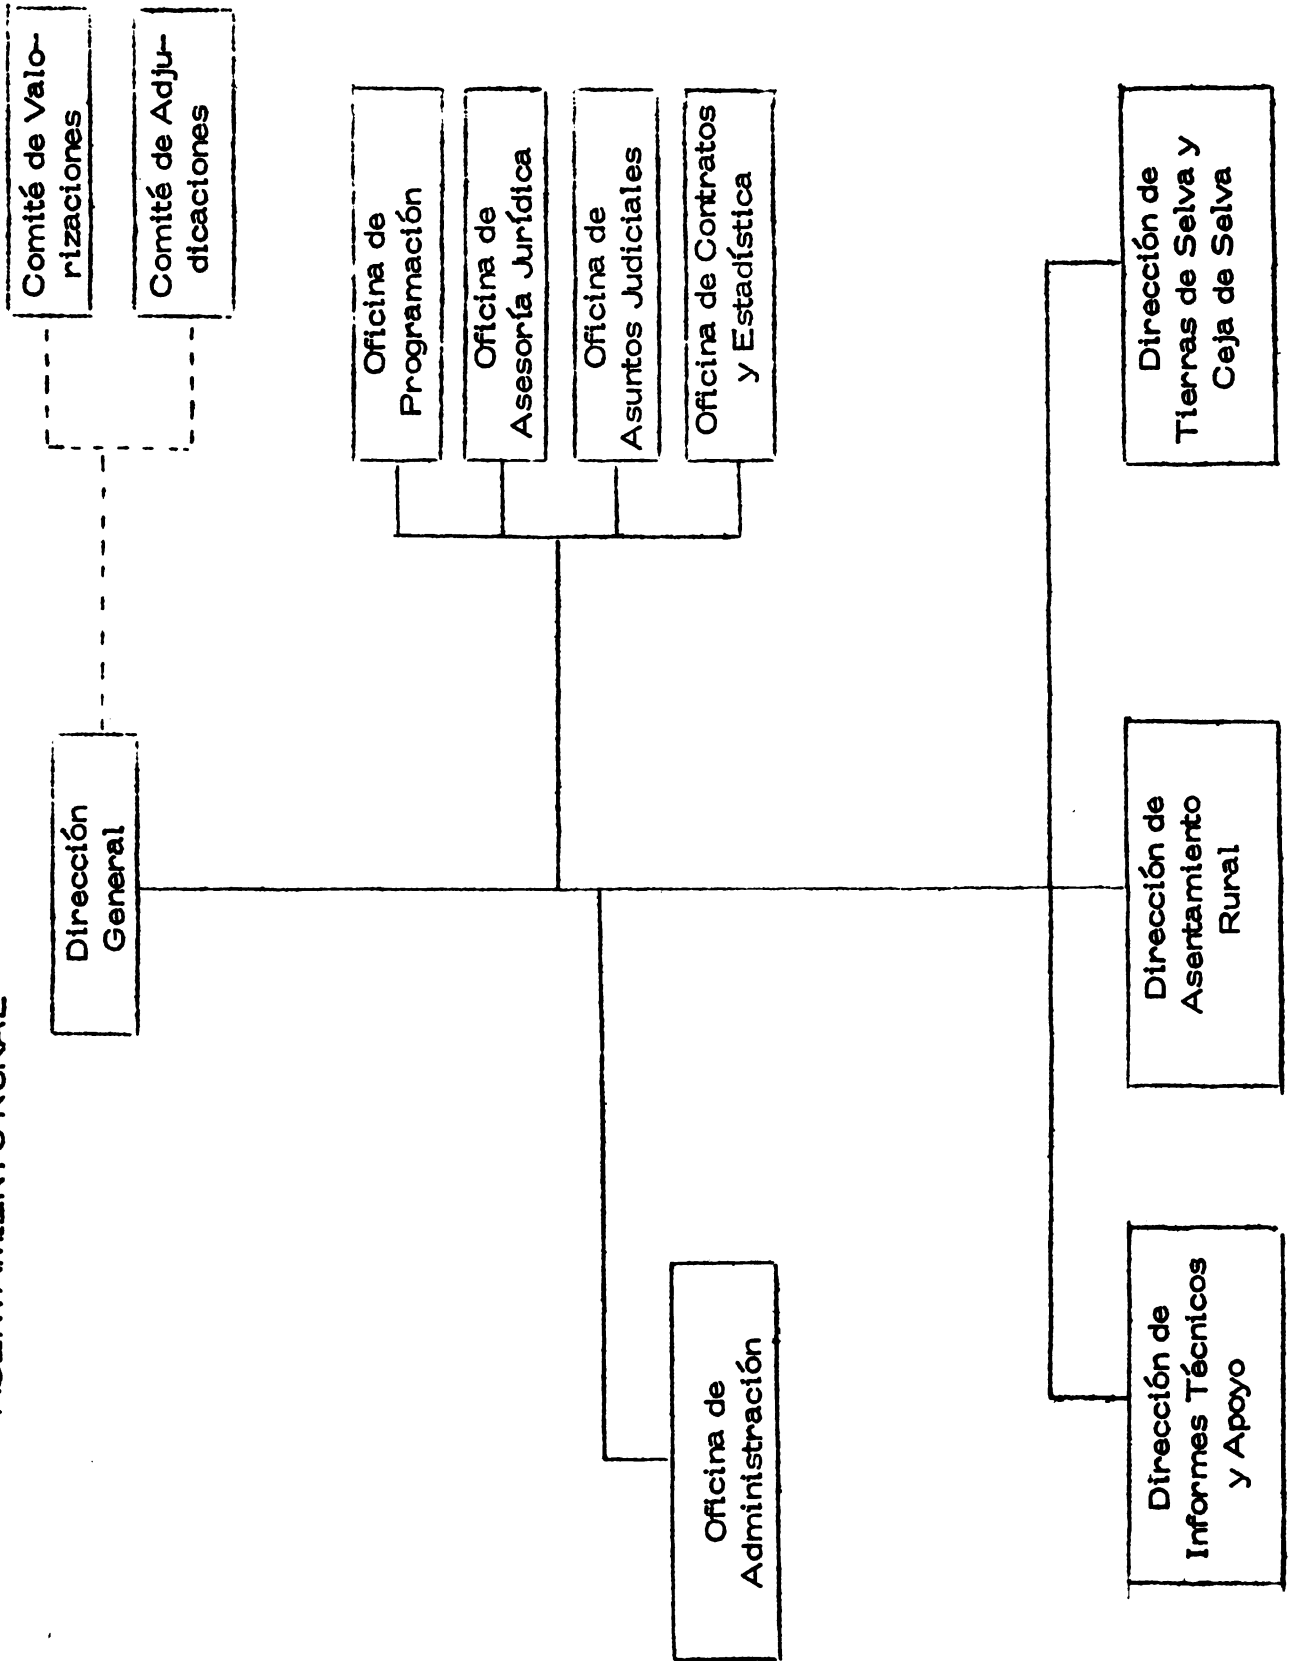 ASENTAMIENTO RURAL
Dirección
General
Comité de Valo-
rizaciones
Comité de Adju-
dicaciones
Oficina de
Programación
Oficina de
Asesoría Jurídica
Oficina de
Asuntos Judiciales
Oficina de Contratos
y Estadística
Oficina de
Administración
Dirección de
Informes Técnicos
y Apoyo
Dirección de
Asentamiento
Rural
Dirección de
Tierras de Selva y
Ceja de Selva